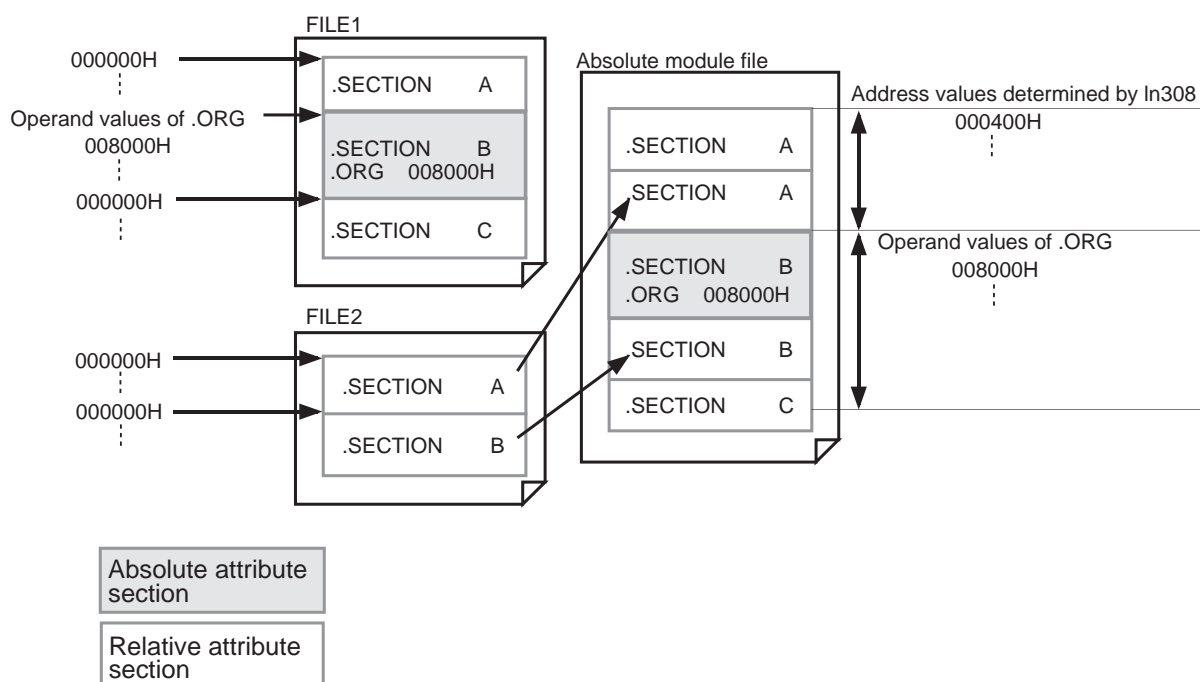 FILE1
000000H
.SECTION A
Operand values of .ORG
008000H
.SECTION B
.ORG 008000H
000000H
.SECTION C
FILE2
000000H
.SECTION A
000000H
.SECTION B
Absolute module file
.SECTION A
.SECTION A
.SECTION B
.ORG 008000H
.SECTION B
.SECTION C
Address values determined by ln308
000400H
Operand values of .ORG
008000H
Absolute attribute
section
Relative attribute
section